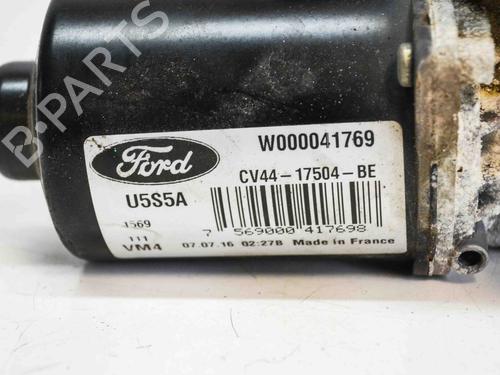 B-PARTS
Ford
W000041769
U5S5A
CV44-17504-BE
1569
111
VM4
7 569000 417698
07.07.16 02:27B Made in France